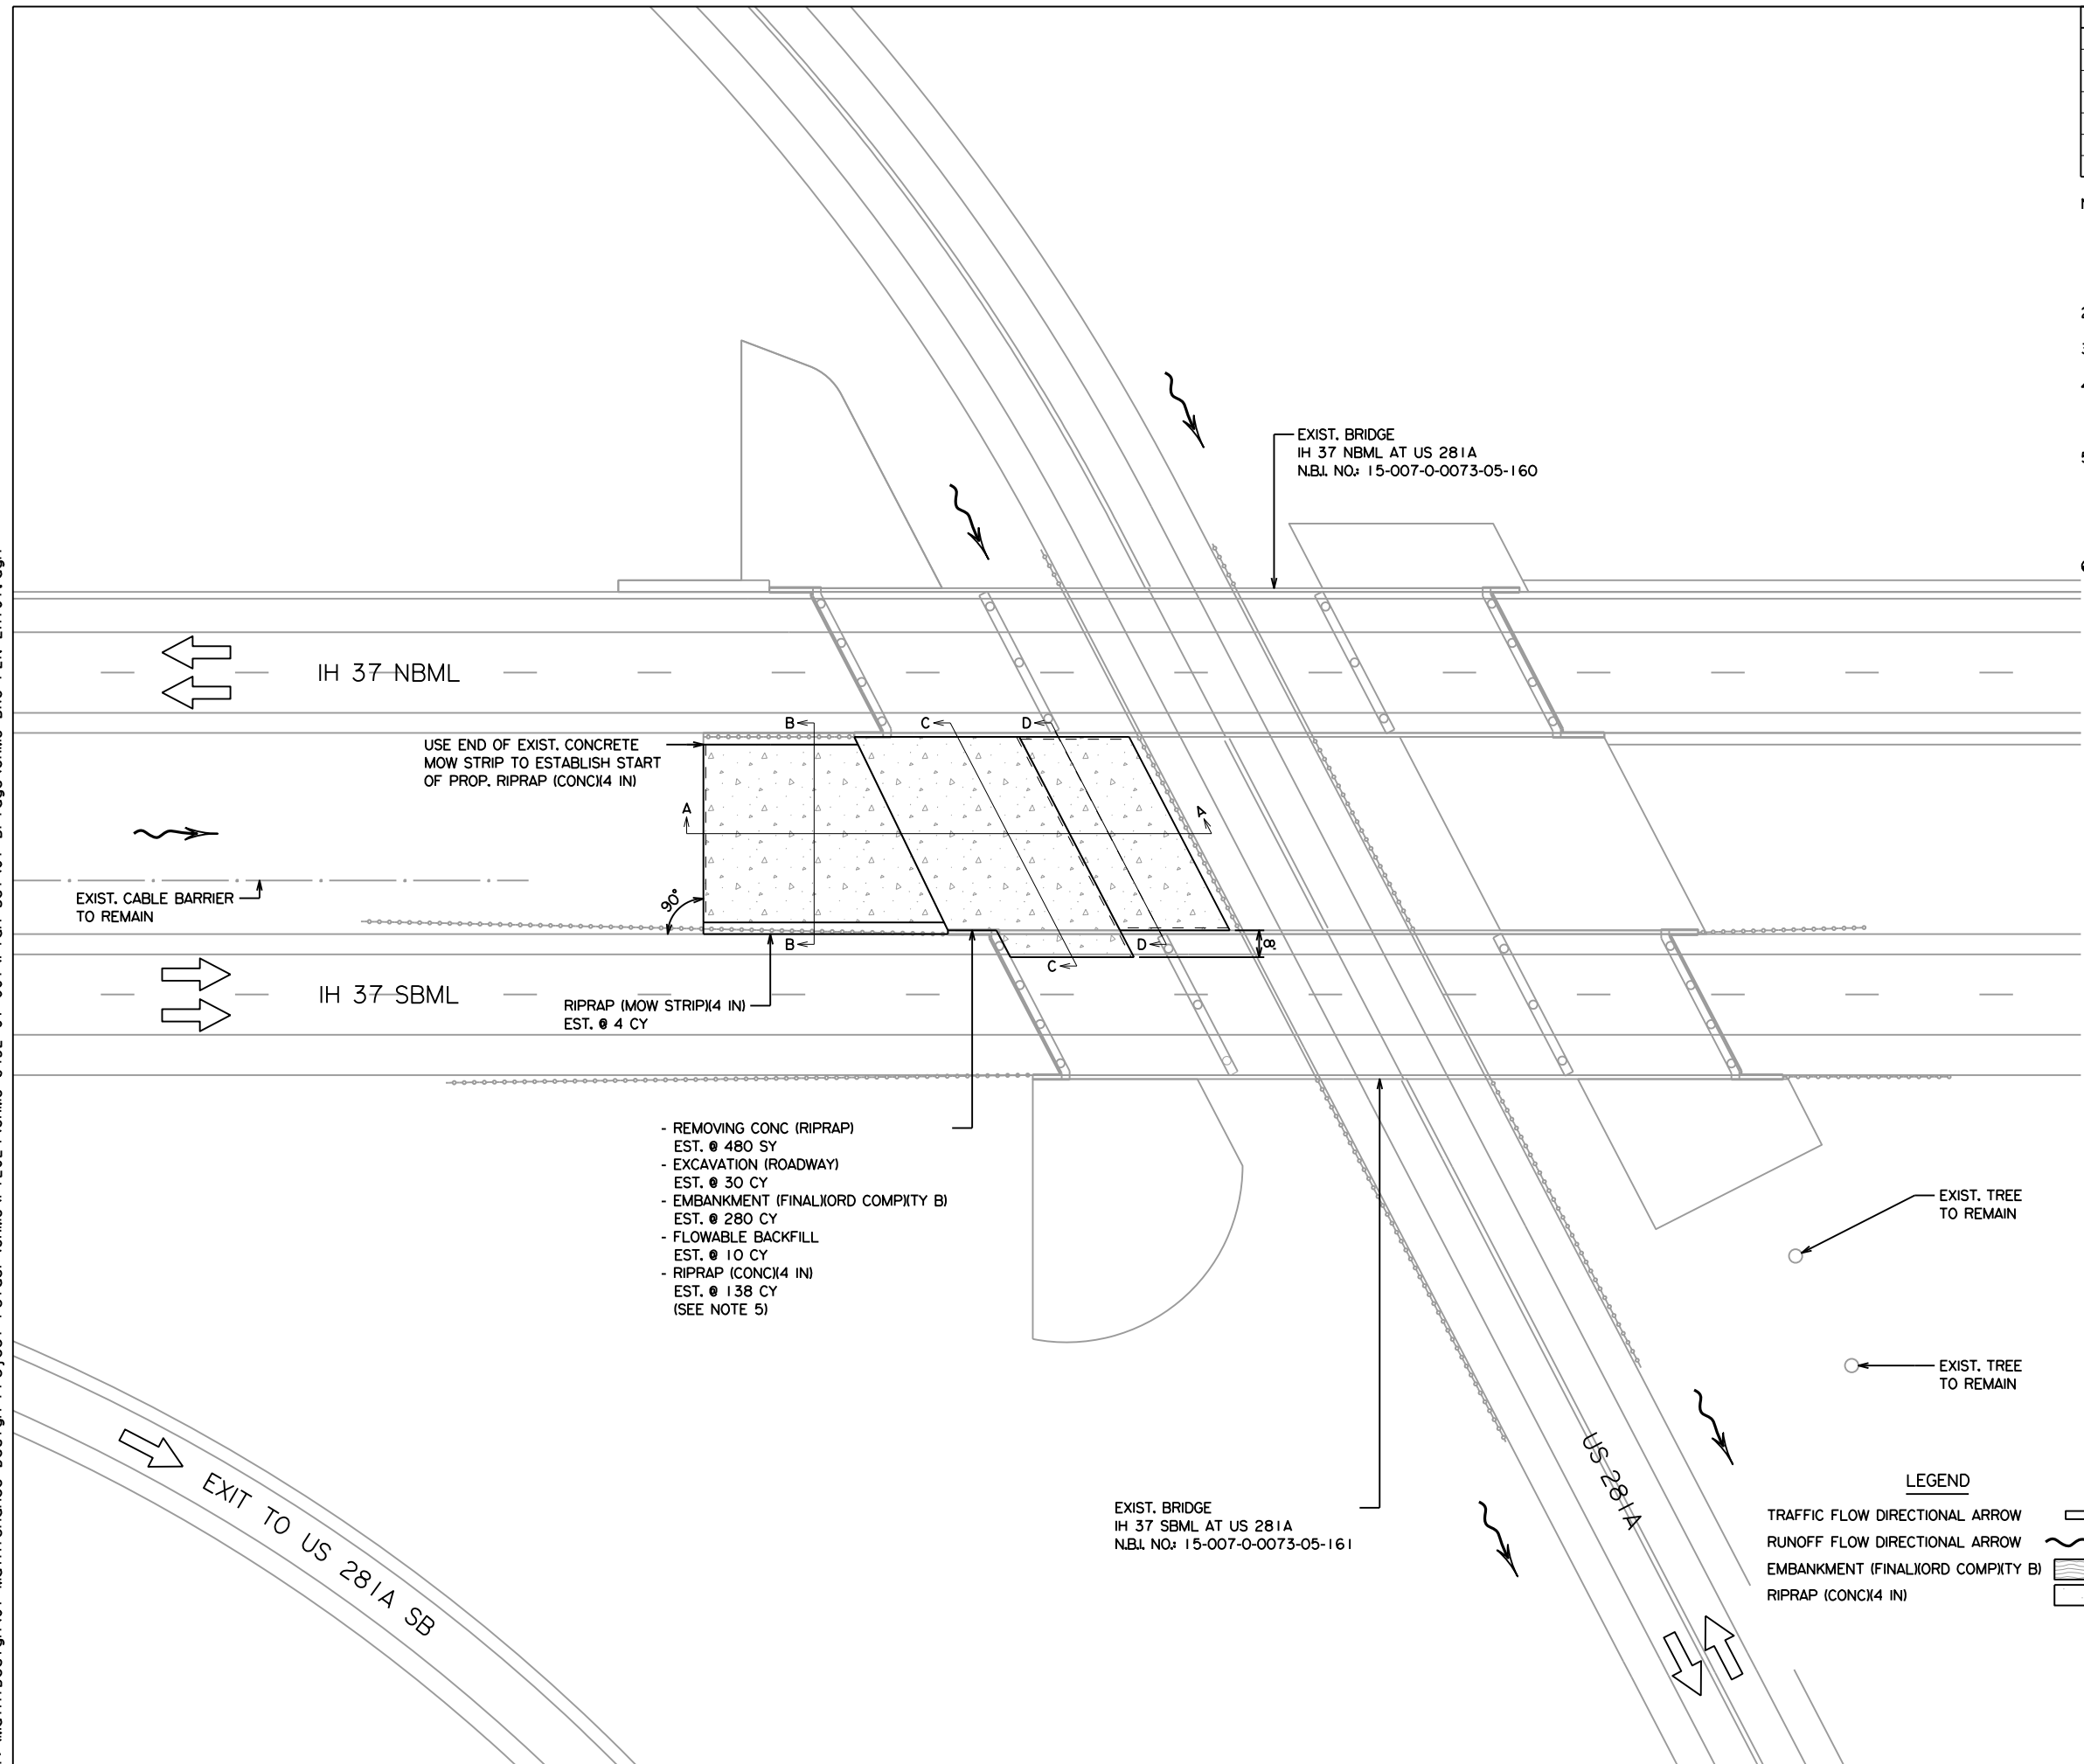 EXIST. BRIDGE
IH 37 NBML AT US 281A
N.B.I. NO.: 15-007-0-0073-05-160
IH 37 NBML
B
C
D
USE END OF EXIST. CONCRETE
MOW STRIP TO ESTABLISH START
OF PROP. RIPRAP (CONC)(4 IN)
A
A
EXIST. CABLE BARRIER
TO REMAIN
90°
B
D
8'
C
IH 37 SBML
RIPRAP (MOW STRIP)(4 IN)
EST. @ 4 CY
- REMOVING CONC (RIPRAP)
EST. @ 480 SY
- EXCAVATION (ROADWAY)
EST. @ 30 CY
- EMBANKMENT (FINAL)(ORD COMP)(TY B)
EST. @ 280 CY
- FLOWABLE BACKFILL
EST. @ 10 CY
- RIPRAP (CONC)(4 IN)
EST. @ 138 CY
(SEE NOTE 5)
EXIST. TREE
TO REMAIN
EXIST. TREE
TO REMAIN
US 281A
EXIT TO US 281A SB
EXIST. BRIDGE
IH 37 SBML AT US 281A
N.B.I. NO.: 15-007-0-0073-05-161
LEGEND
TRAFFIC FLOW DIRECTIONAL ARROW
RUNOFF FLOW DIRECTIONAL ARROW
EMBANKMENT (FINAL)(ORD COMP)(TY B)
RIPRAP (CONC)(4 IN)